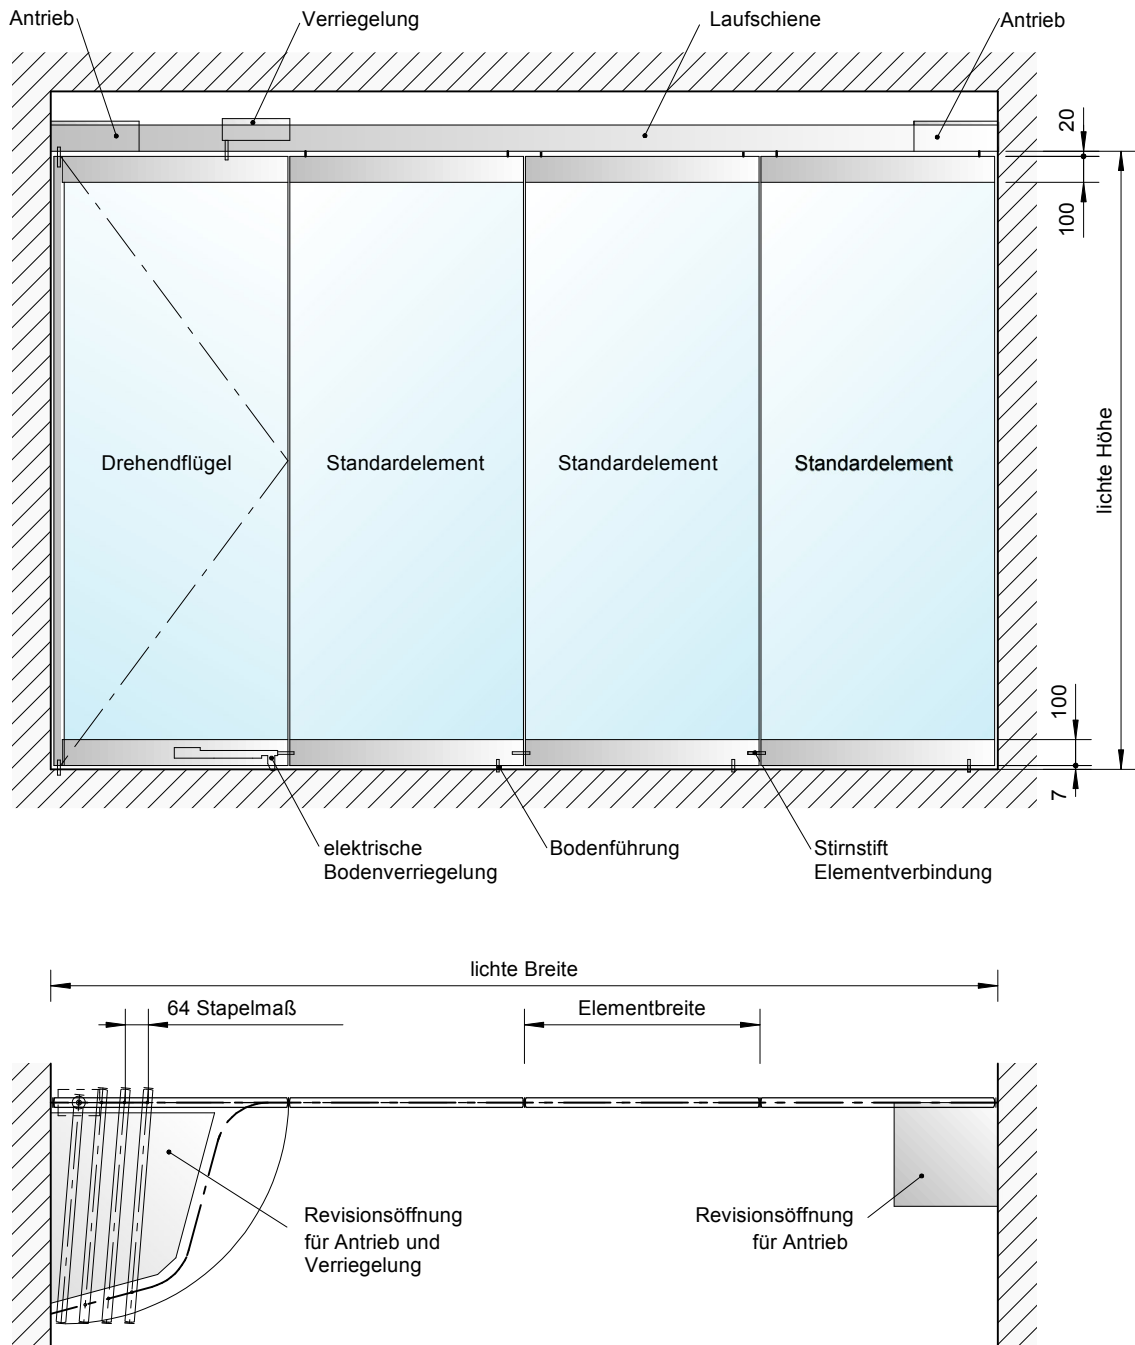 Antrieb
Verriegelung
Laufschiene
Antrieb
20
100
lichte Höhe
Drehendflügel
Standardelement
Standardelement
Standardelement
100
7
elektrische
Bodenverriegelung
Bodenführung
Stirnstift
Elementverbindung
lichte Breite
64 Stapelmaß
Elementbreite
Revisionsöffnung
für Antrieb und
Verriegelung
Revisionsöffnung
für Antrieb